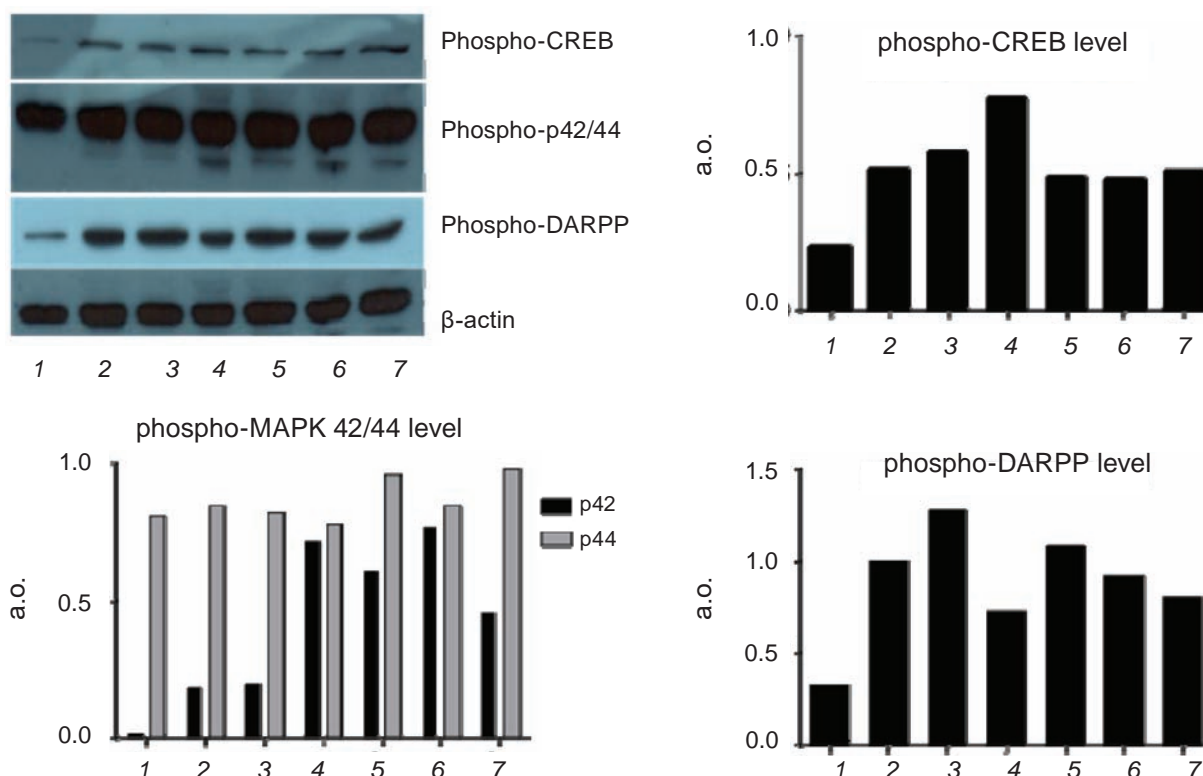 Phospho-CREB
Phospho-p42/44
Phospho-DARPP
β-actin
1 2 3 4 5 6 7
phospho-CREB level
a.o.
1.0
0.5
0.0
1 2 3 4 5 6 7
phospho-MAPK 42/44 level
a.o.
1.0
0.5
0.0
p42
p44
1 2 3 4 5 6 7
phospho-DARPP level
a.o.
1.5
1.0
0.5
0.0
1 2 3 4 5 6 7